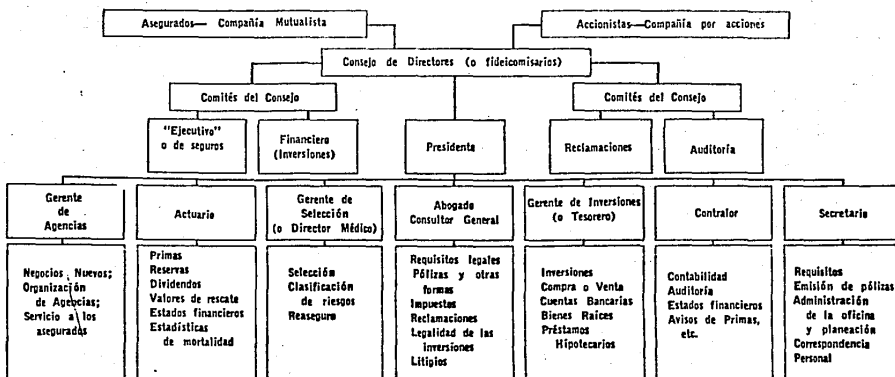 Asegurados—Compañía Mutualista
Accionistas—Compañía por acciones
Consejo de Directores (o fideicomisarios)
Comités del Consejo
Comités del Consejo
"Ejecutivo"
o de seguros
Financiero
(Inversiones)
Presidente
Reclamaciones
Auditoría
Gerente
de
Agencias
Actuario
Gerente de
Selección
(o Director Médico)
Abogado
Consultor General
Gerente de Inversiones
(o Tesorero)
Contralor
Secretario
Negocios Nuevos;
Organización
de Agencias;
Servicio a los
asegurados
Primas
Reservas
Dividendos
Valores de rescate
Estados financieros
Estadísticas
de mortalidad
Selección
Clasificación
de riesgos
Reaseguro
Requisitos legales
Pólizas y otras
formas
Impuestos
Reclamaciones
Legalidad de las
inversiones
Litigios
Inversiones
Compra o Venta
Cuentas Bancarias
Bienes Raíces
Préstamos
Hipotecarios
Contabilidad
Auditoría
Estados financieros
Avisos de Primas,
etc.
Requisitos
Emisión de pólizas
Administración
de la oficina
y planeación
Correspondencia
Personal